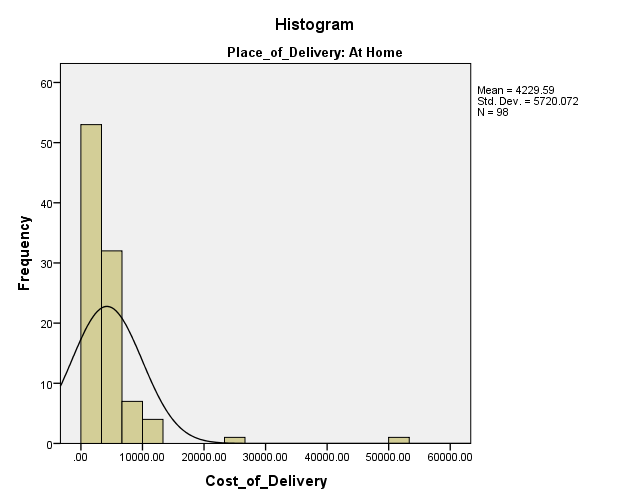 Histogram
Place_of_Delivery: At Home
Mean = 4229.59
Std. Dev. = 5720.072
N = 98
Frequency
60
50
40
30
20
10
0
.00 10000.00 20000.00 30000.00 40000.00 50000.00 60000.00
Cost_of_Delivery